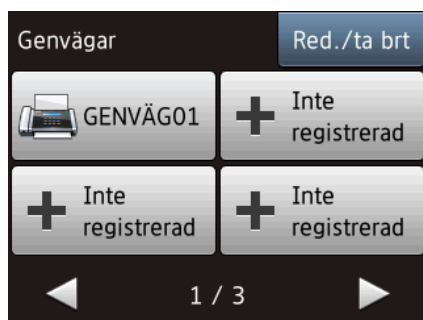 Genvägar
Red./ta brt
GENVÄG01
Inte
registrerad
Inte
registrerad
Inte
registrerad
1 / 3